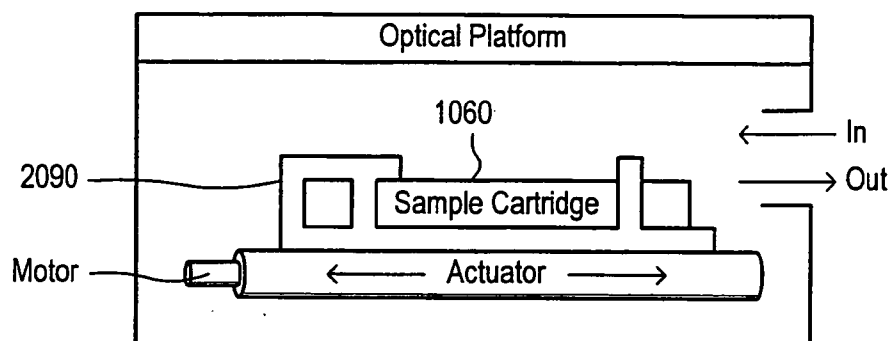 Optical Platform
1060
In
2090
Out
Sample Cartridge
Motor
Actuator